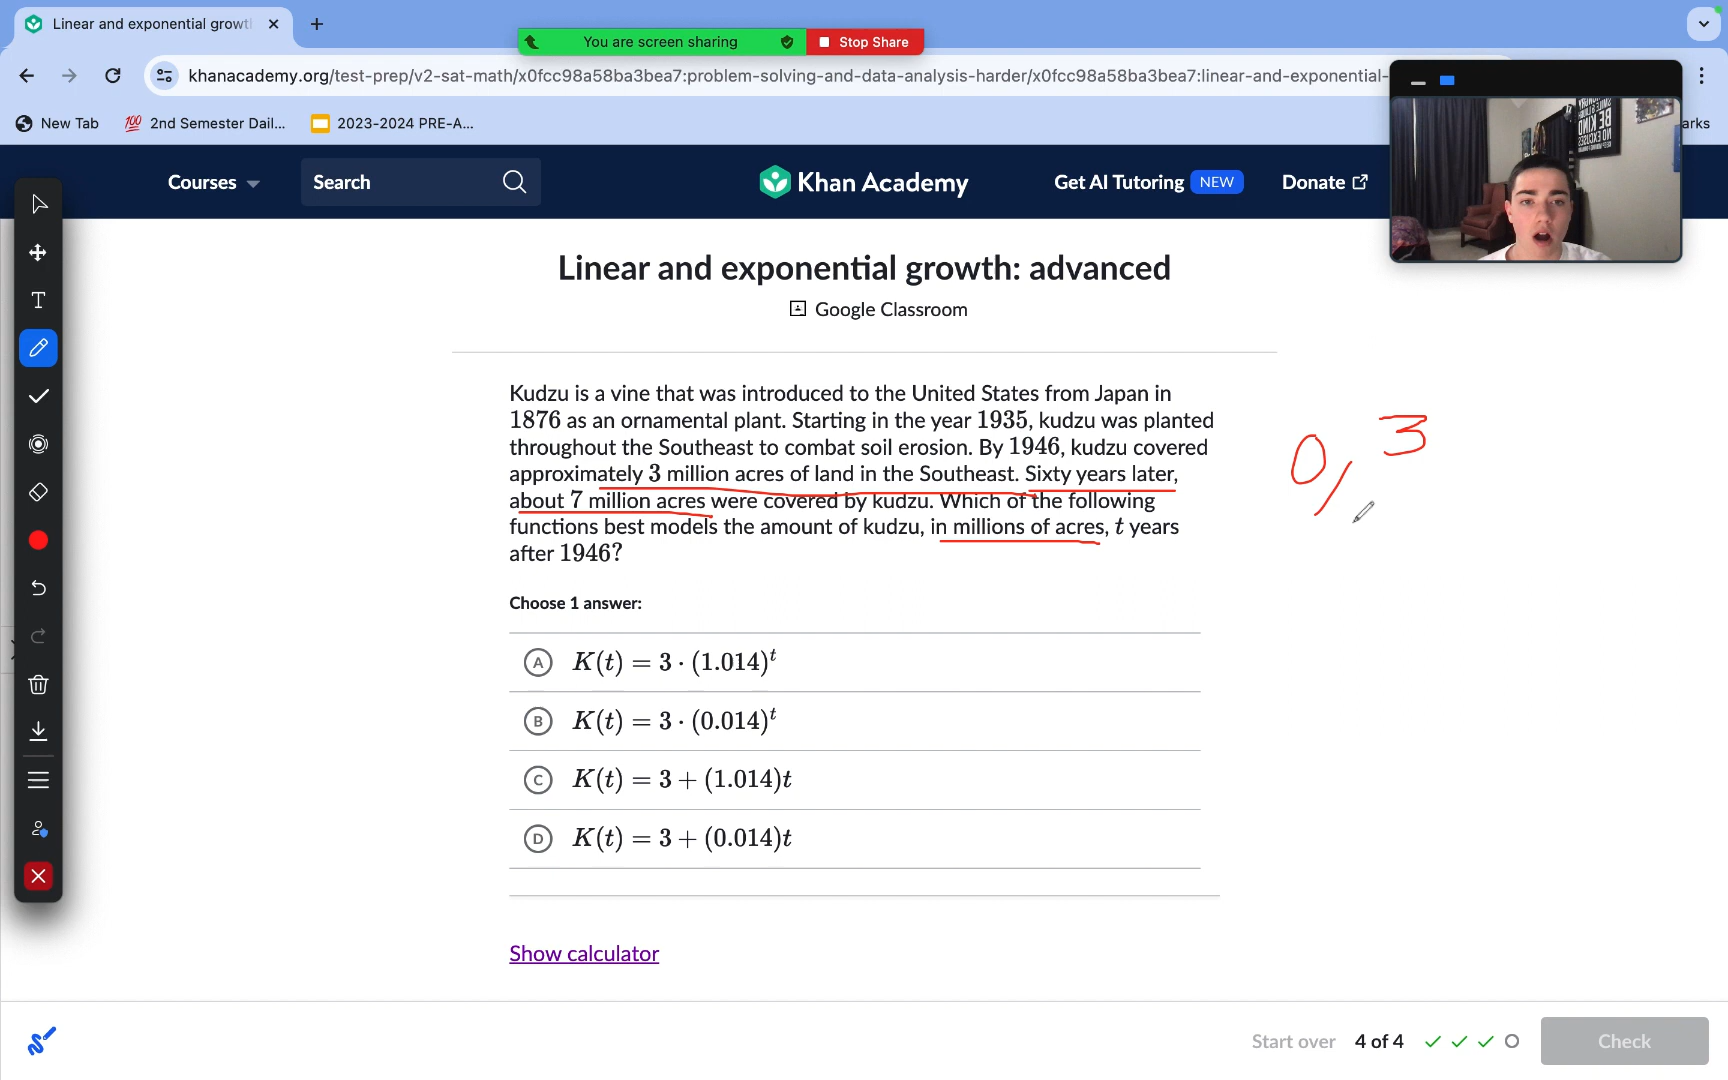 Linear and exponential growt
You are screen sharing
Stop Share
khanacademy.org/test-prep/v2-sat-math/x0fcc98a58ba3bea7:problem-solving-and-data-analysis-harder/x0fcc98a58ba3bea7:linear-and-exponential-
New Tab
100 2nd Semester Dail...
2023-2024 PRE-A...
arks
BE KIND
NO EXCUSES
Courses
Search
Khan Academy
Get AI Tutoring NEW
Donate
T
Linear and exponential growth: advanced
Google Classroom
Kudzu is a vine that was introduced to the United States from Japan in
1876 as an ornamental plant. Starting in the year 1935, kudzu was planted
throughout the Southeast to combat soil erosion. By 1946, kudzu covered
approximately 3 million acres of land in the Southeast. Sixty years later,
about 7 million acres were covered by kudzu. Which of the following
functions best models the amount of kudzu, in millions of acres, t years
after 1946?
0, 3
Choose 1 answer:
A K(t) = 3 · (1.014)^t
B K(t) = 3 · (0.014)^t
C K(t) = 3 + (1.014)t
D K(t) = 3 + (0.014)t
Show calculator
Start over 4 of 4 Check